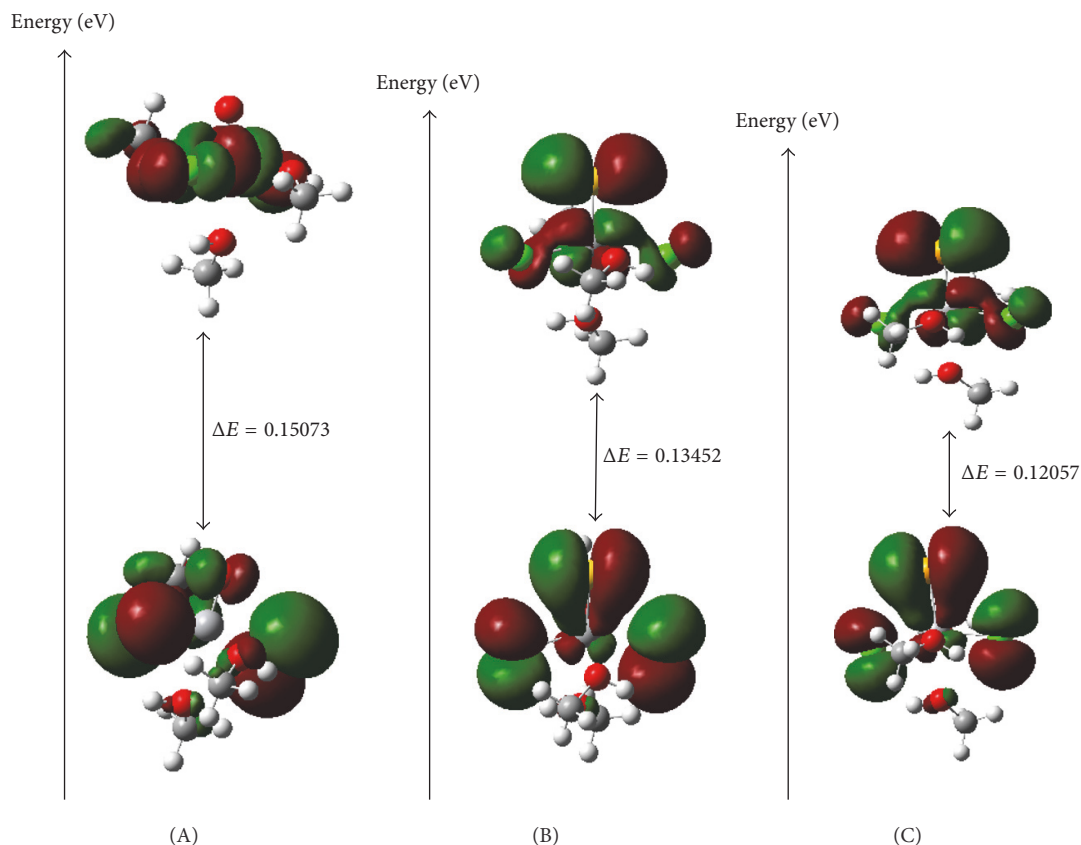 Energy (eV)
ΔE = 0.15073
(A)
Energy (eV)
ΔE = 0.13452
(B)
Energy (eV)
ΔE = 0.12057
(C)